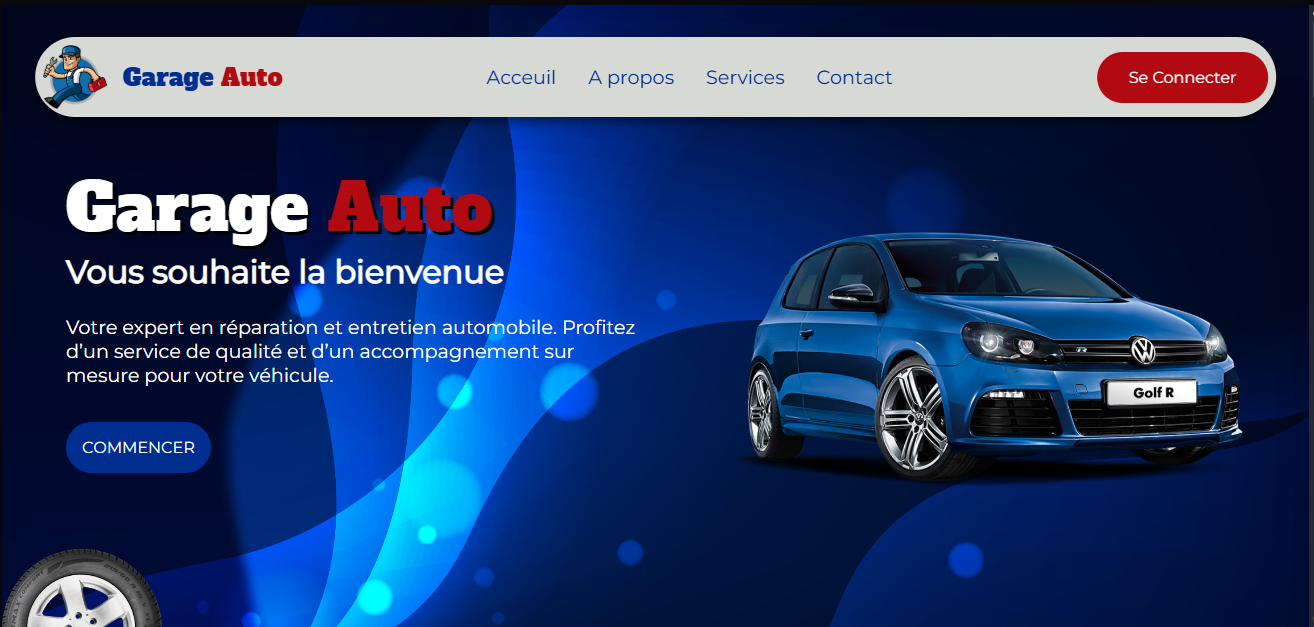 Garage Auto
Acceuil
A propos
Services
Contact
Se Connecter
Garage Auto
Vous souhaite la bienvenue
Votre expert en réparation et entretien automobile. Profitez
d’un service de qualité et d’un accompagnement sur
mesure pour votre véhicule.
COMMENCER
R
Golf R